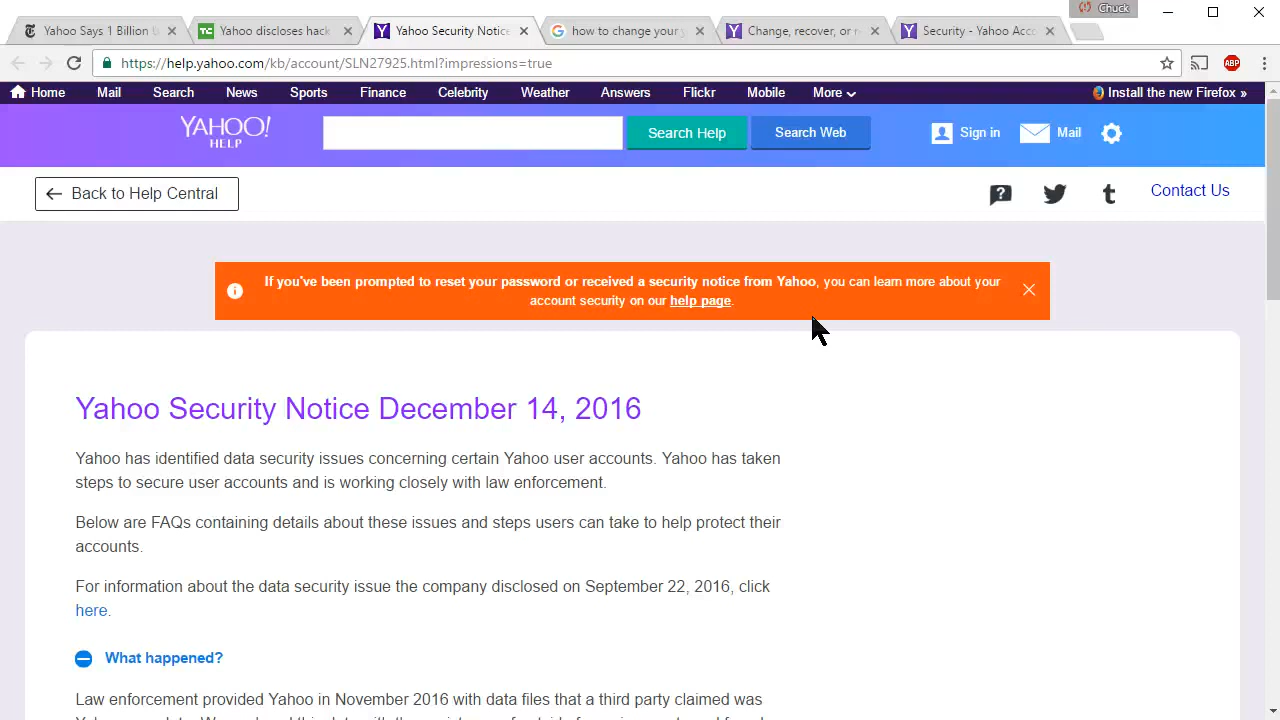 Chuck
Yahoo Says 1 Billion U
Yahoo discloses hack
Yahoo Security Notice
how to change your y
Change, recover, or r
Security - Yahoo Acc
https://help.yahoo.com/kb/account/SLN27925.html?impressions=true
ABP
Home Mail Search News Sports Finance Celebrity Weather Answers Flickr Mobile More Install the new Firefox »
YAHOO!
HELP
Search Help
Search Web
Sign in
Mail
Back to Help Central
Contact Us
If you've been prompted to reset your password or received a security notice from Yahoo, you can learn more about your
account security on our help page.
Yahoo Security Notice December 14, 2016
Yahoo has identified data security issues concerning certain Yahoo user accounts. Yahoo has taken
steps to secure user accounts and is working closely with law enforcement.
Below are FAQs containing details about these issues and steps users can take to help protect their
accounts.
For information about the data security issue the company disclosed on September 22, 2016, click
here.
What happened?
Law enforcement provided Yahoo in November 2016 with data files that a third party claimed was